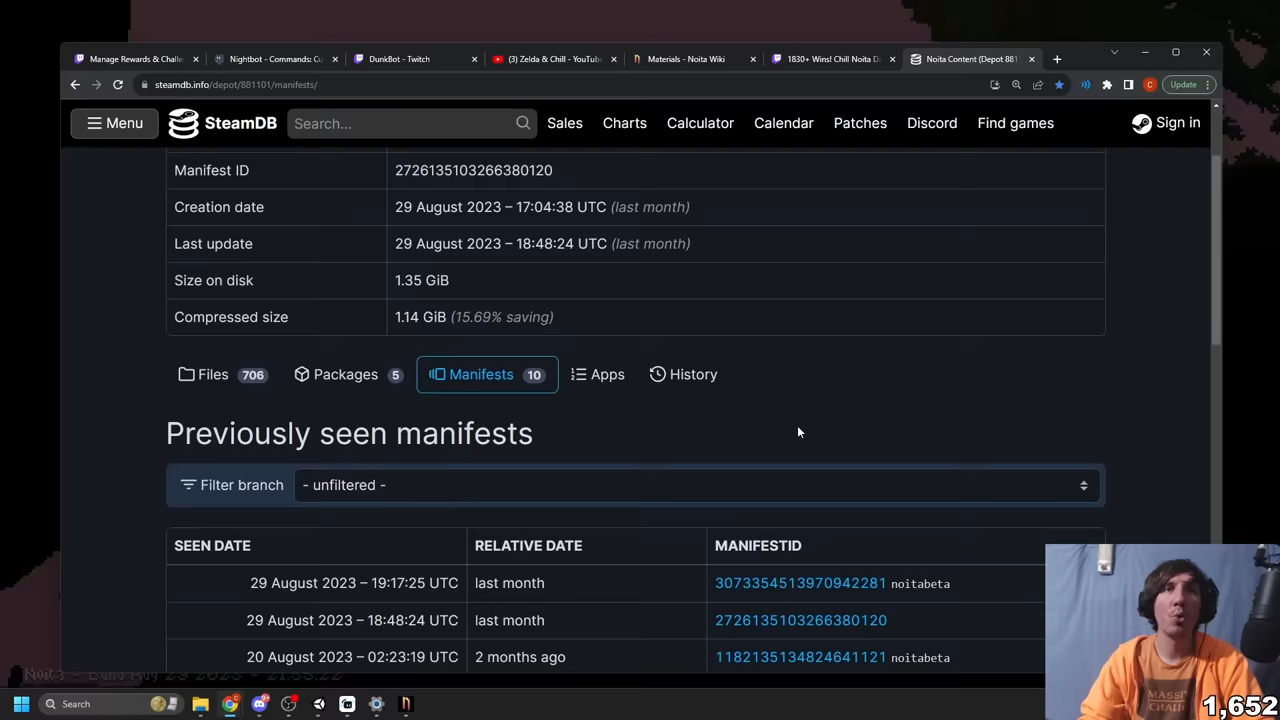 Manage Rewards & Challe
Nightbot - Commands: Cu
DunkBot - Twitch
(3) Zelda & Chill - YouTub
Materials - Noita Wiki
1830+ Wins! Chill Noita D
Noita Content (Depot 881
steamdb.info/depot/881101/manifests/
C
Update
Menu
SteamDB
Search...
Sales
Charts
Calculator
Calendar
Patches
Discord
Find games
Sign in
Manifest ID
2726135103266380120
Creation date
29 August 2023 – 17:04:38 UTC (last month)
Last update
29 August 2023 – 18:48:24 UTC (last month)
Size on disk
1.35 GiB
Compressed size
1.14 GiB (15.69% saving)
Files 706
Packages 5
Manifests 10
Apps
History
Previously seen manifests
Filter branch
- unfiltered -
SEEN DATE
RELATIVE DATE
MANIFESTID
29 August 2023 – 19:17:25 UTC
last month
3073354513970942281 noitabeta
29 August 2023 – 18:48:24 UTC
last month
2726135103266380120
20 August 2023 – 02:23:19 UTC
2 months ago
1182135134824641121 noitabeta
Search
MASSIV
CHALIC
1,652